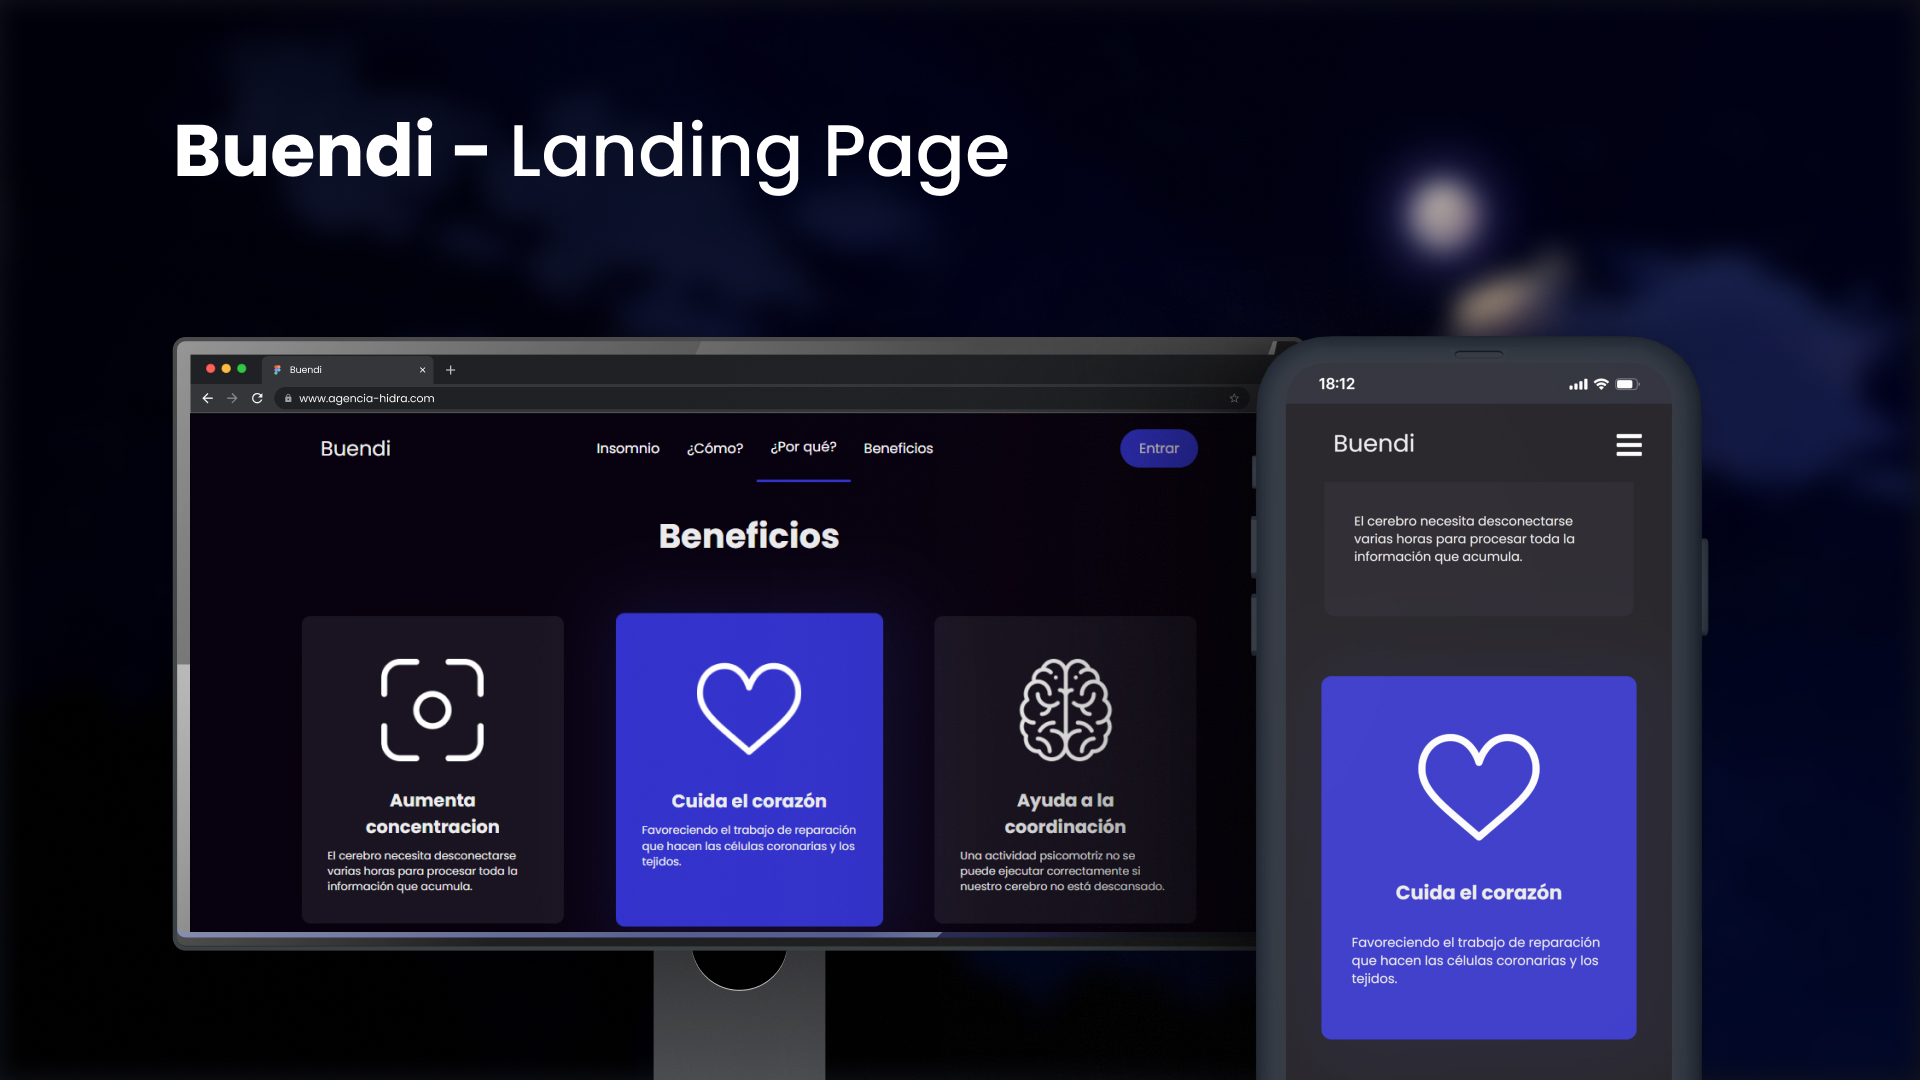 Buendi - Landing Page
Buendi
www.agencia-hidra.com
Buendi
Insomnio
¿Cómo?
¿Por qué?
Beneficios
Entrar
Beneficios
Aumenta
concentracion
El cerebro necesita desconectarse
varias horas para procesar toda la
información que acumula.
Cuida el corazón
Favoreciendo el trabajo de reparación
que hacen las células coronarias y los
tejidos.
Ayuda a la
coordinación
Una actividad psicomotriz no se
puede ejecutar correctamente si
nuestro cerebro no está descansado.
18:12
Buendi
El cerebro necesita desconectarse
varias horas para procesar toda la
información que acumula.
Cuida el corazón
Favoreciendo el trabajo de reparación
que hacen las células coronarias y los
tejidos.